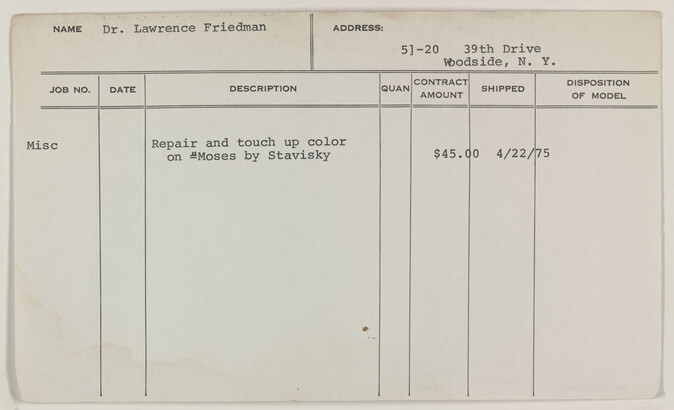 NAME Dr. Lawrence Friedman ADDRESS:
51-20 39th Drive
Woodside, N. Y.
JOB NO. DATE DESCRIPTION QUAN CONTRACT AMOUNT SHIPPED DISPOSITION OF MODEL
Misc Repair and touch up color
on "Moses by Stavisky $45.00 4/22/75